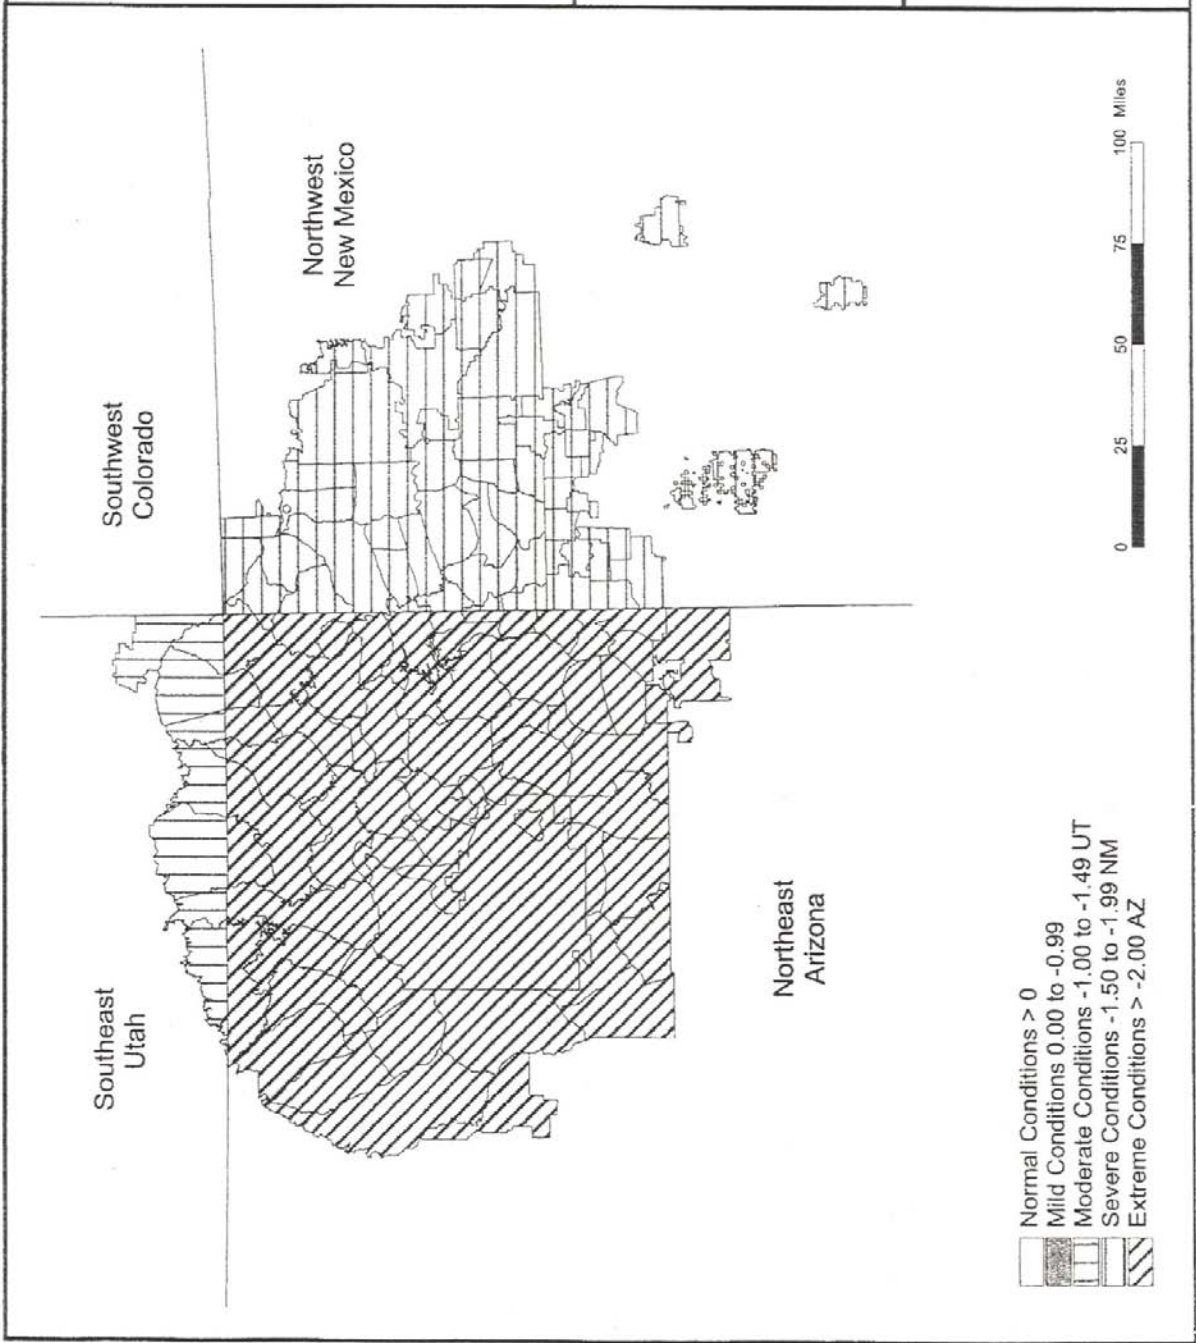 Southwest
Colorado
Northwest
New Mexico
Southeast
Utah
Northeast
Arizona
Normal Conditions > 0
Mild Conditions 0.00 to -0.99
Moderate Conditions -1.00 to -1.49 UT
Severe Conditions -1.50 to -1.99 NM
Extreme Conditions > -2.00 AZ
0 25 50 75 100 Miles